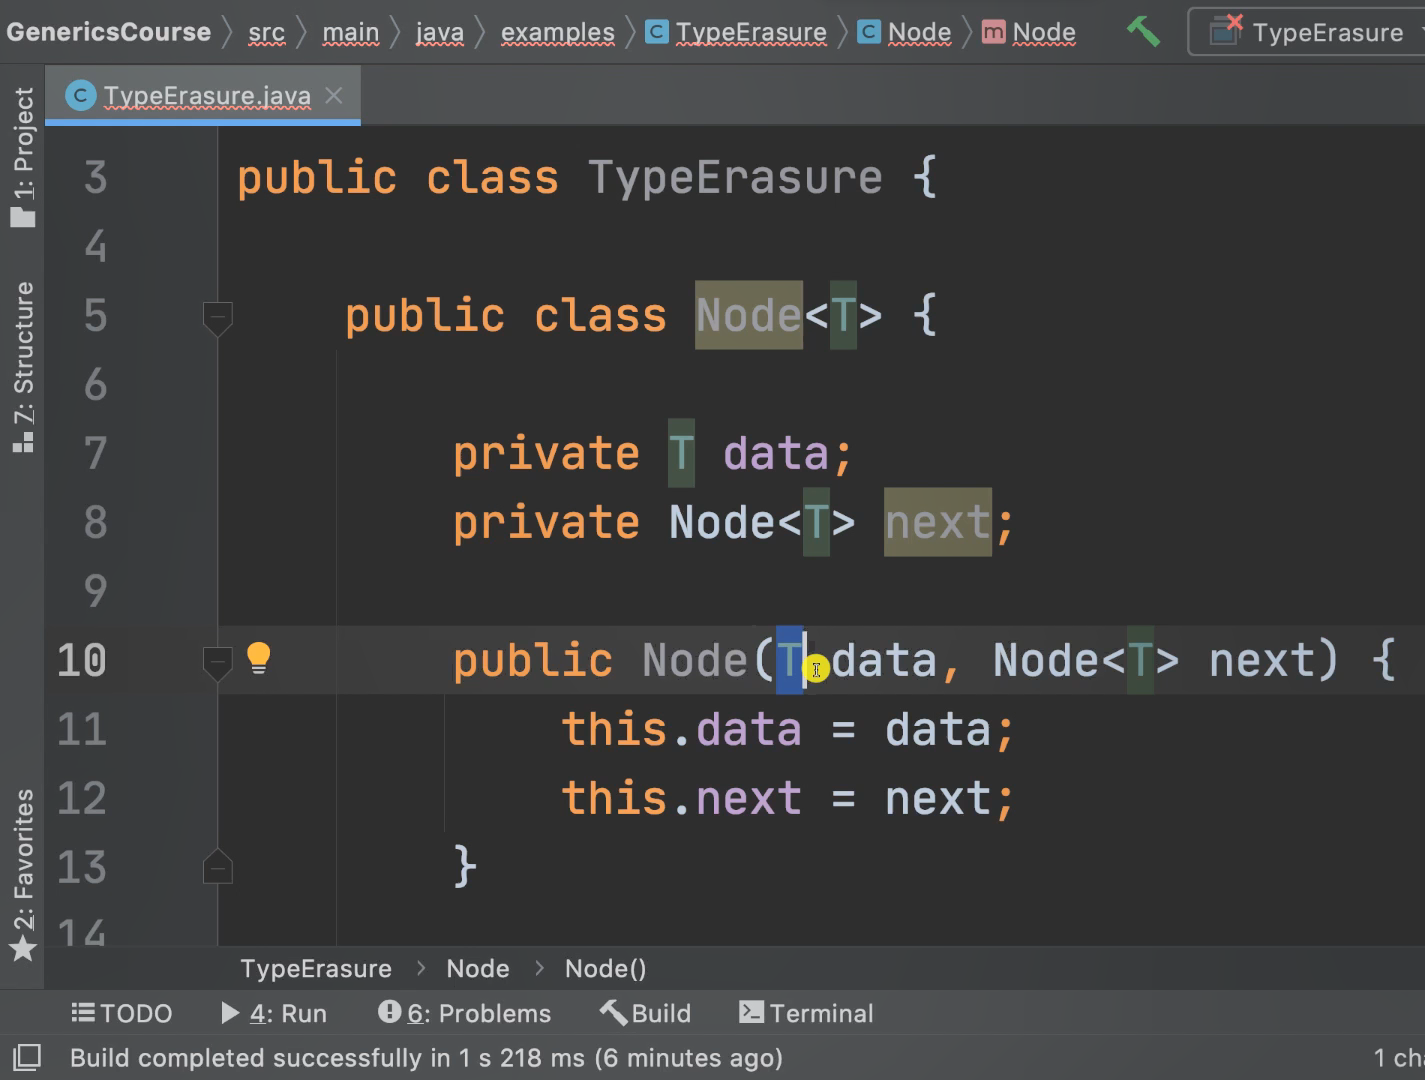 GenericsCourse src main java examples TypeErasure Node Node TypeErasure
TypeErasure.java
1: Project
7: Structure
2: Favorites
3 public class TypeErasure {
4
5 public class Node<T> {
6
7 private T data;
8 private Node<T> next;
9
10 public Node(T data, Node<T> next) {
11 this.data = data;
12 this.next = next;
13 }
14
TypeErasure > Node > Node()
TODO 4: Run 6: Problems Build Terminal
Build completed successfully in 1 s 218 ms (6 minutes ago) 1